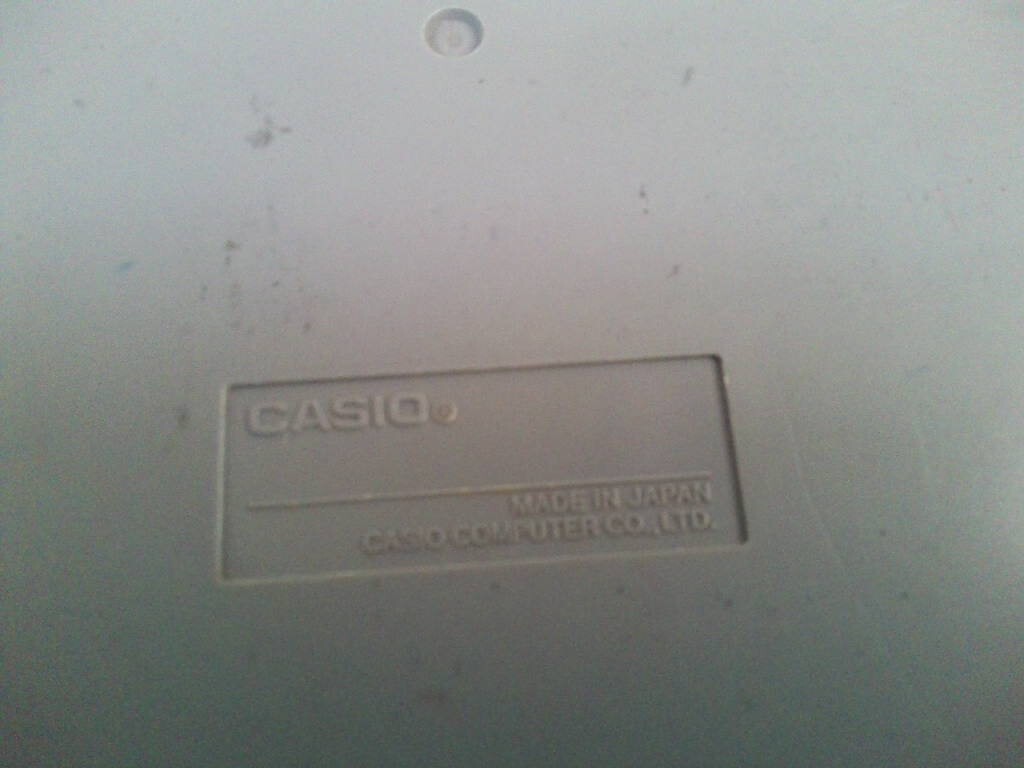 CASIO
MADE IN JAPAN
CASIO COMPUTER CO., LTD.